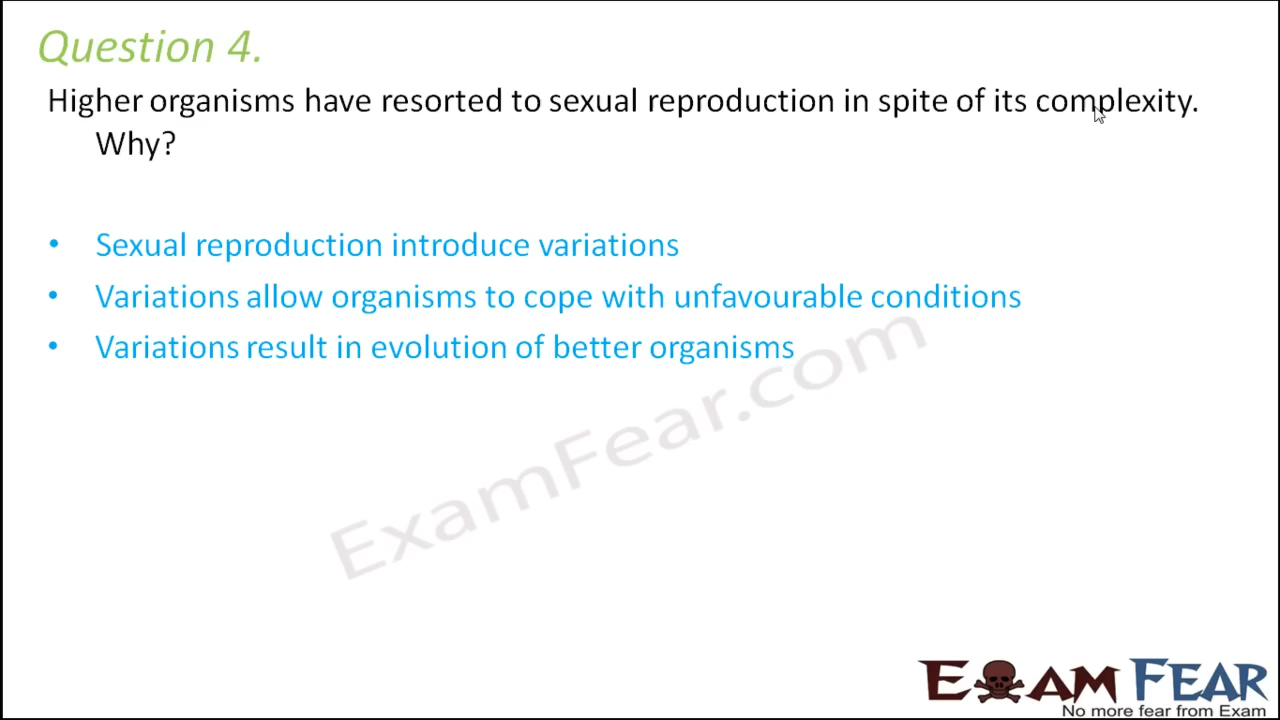 Question 4.
Higher organisms have resorted to sexual reproduction in spite of its complexity.
Why?
• Sexual reproduction introduce variations
• Variations allow organisms to cope with unfavourable conditions
• Variations result in evolution of better organisms
ExamFear.com
EXAM FEAR
No more fear from Exam